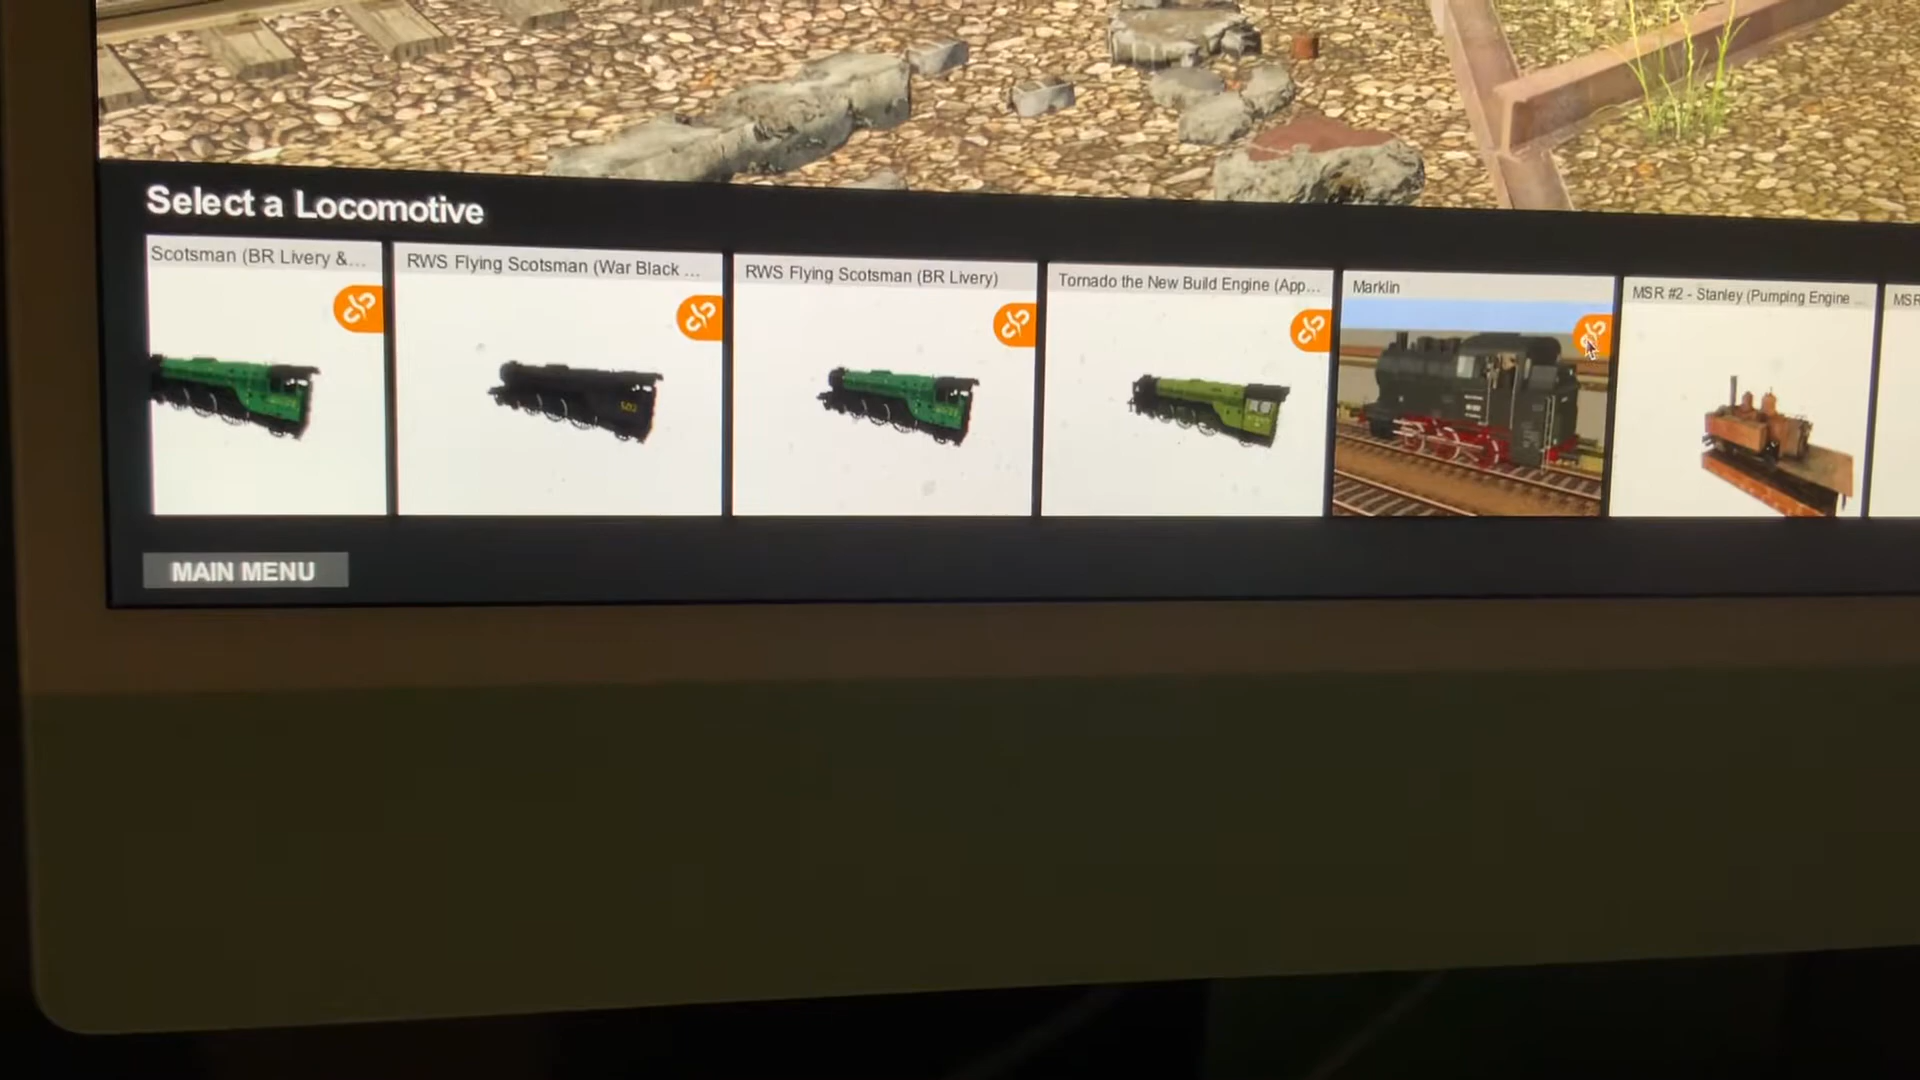 Select a Locomotive
Scotsman (BR Livery &...
RWS Flying Scotsman (War Black ...
RWS Flying Scotsman (BR Livery)
Tornado the New Build Engine (App...
Marklin
MSR #2 - Stanley (Pumping Engine ...
MSR
MAIN MENU